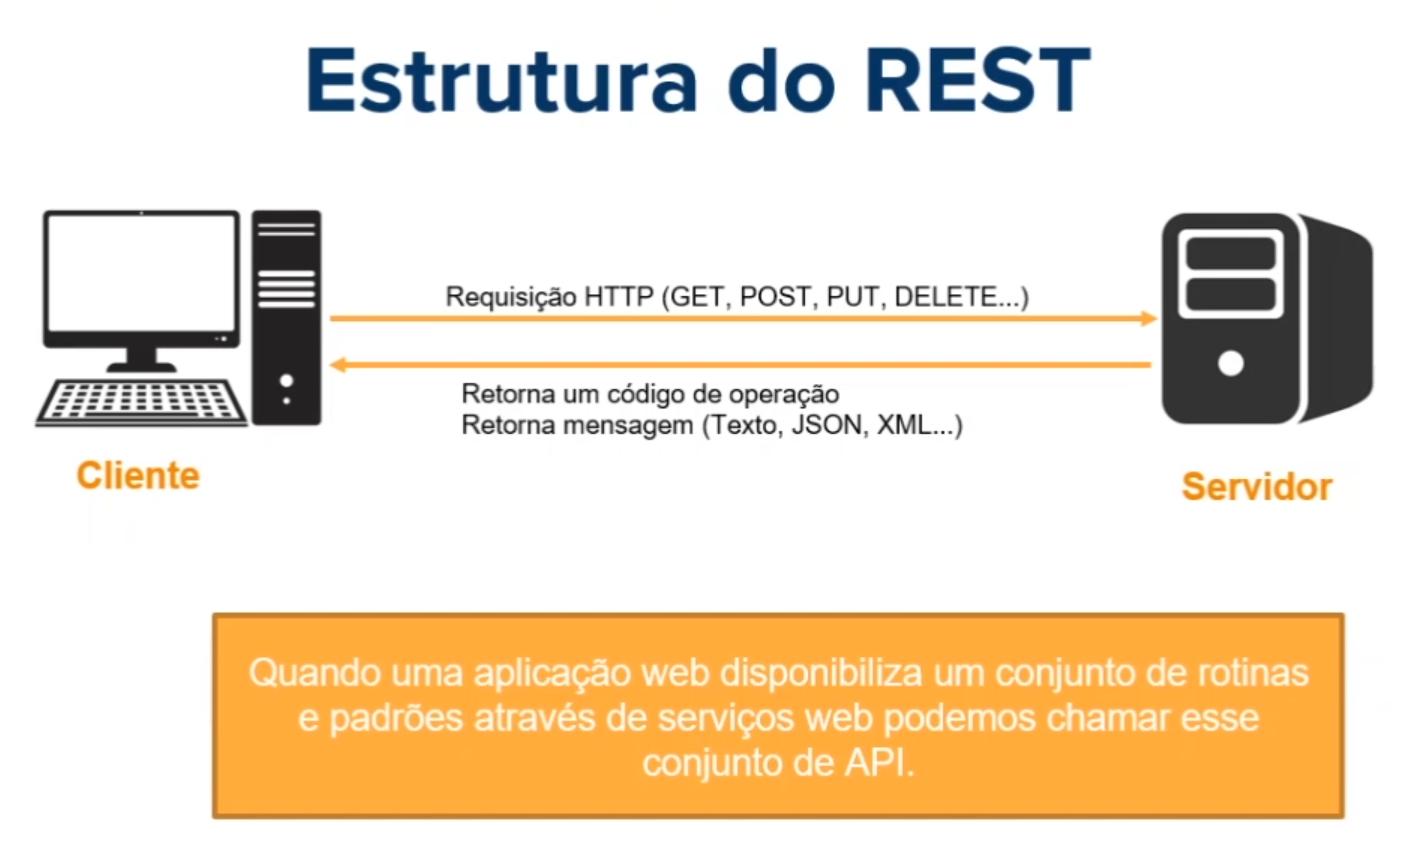 Estrutura do REST
Requisição HTTP (GET, POST, PUT, DELETE...)
Retorna um código de operação
Retorna mensagem (Texto, JSON, XML...)
Cliente
Servidor
Quando uma aplicação web disponibiliza um conjunto de rotinas
e padrões através de serviços web podemos chamar esse
conjunto de API.